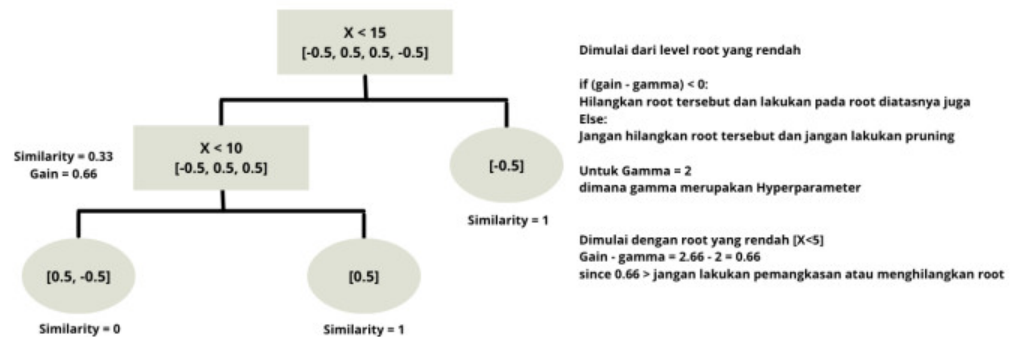 X < 15
[-0.5, 0.5, 0.5, -0.5]
X < 10
[-0.5, 0.5, 0.5]
Similarity = 0.33
Gain = 0.66
[-0.5]
Similarity = 1
[0.5, -0.5]
Similarity = 0
[0.5]
Similarity = 1
Dimulai dari level root yang rendah
if (gain - gamma) < 0:
Hilangkan root tersebut dan lakukan pada root diatasnya juga
Else:
Jangan hilangkan root tersebut dan jangan lakukan pruning
Untuk Gamma = 2
dimana gamma merupakan Hyperparameter
Dimulai dengan root yang rendah [X<5]
Gain - gamma = 2.66 - 2 = 0.66
since 0.66 > jangan lakukan pemangkasan atau menghilangkan root